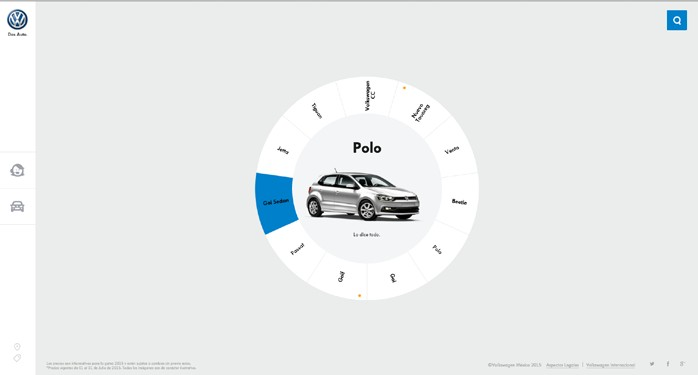 Das Auto.
Volkswagen
CC
Nuevo
Touareg
Vento
Beetle
Polo
Gol
Golf
Passat
Gol Sedan
Jetta
Tiguan
Polo
Lo dice todo.
©Volkswagen México 2013
Aspectos Legales
Volkswagen Internacional